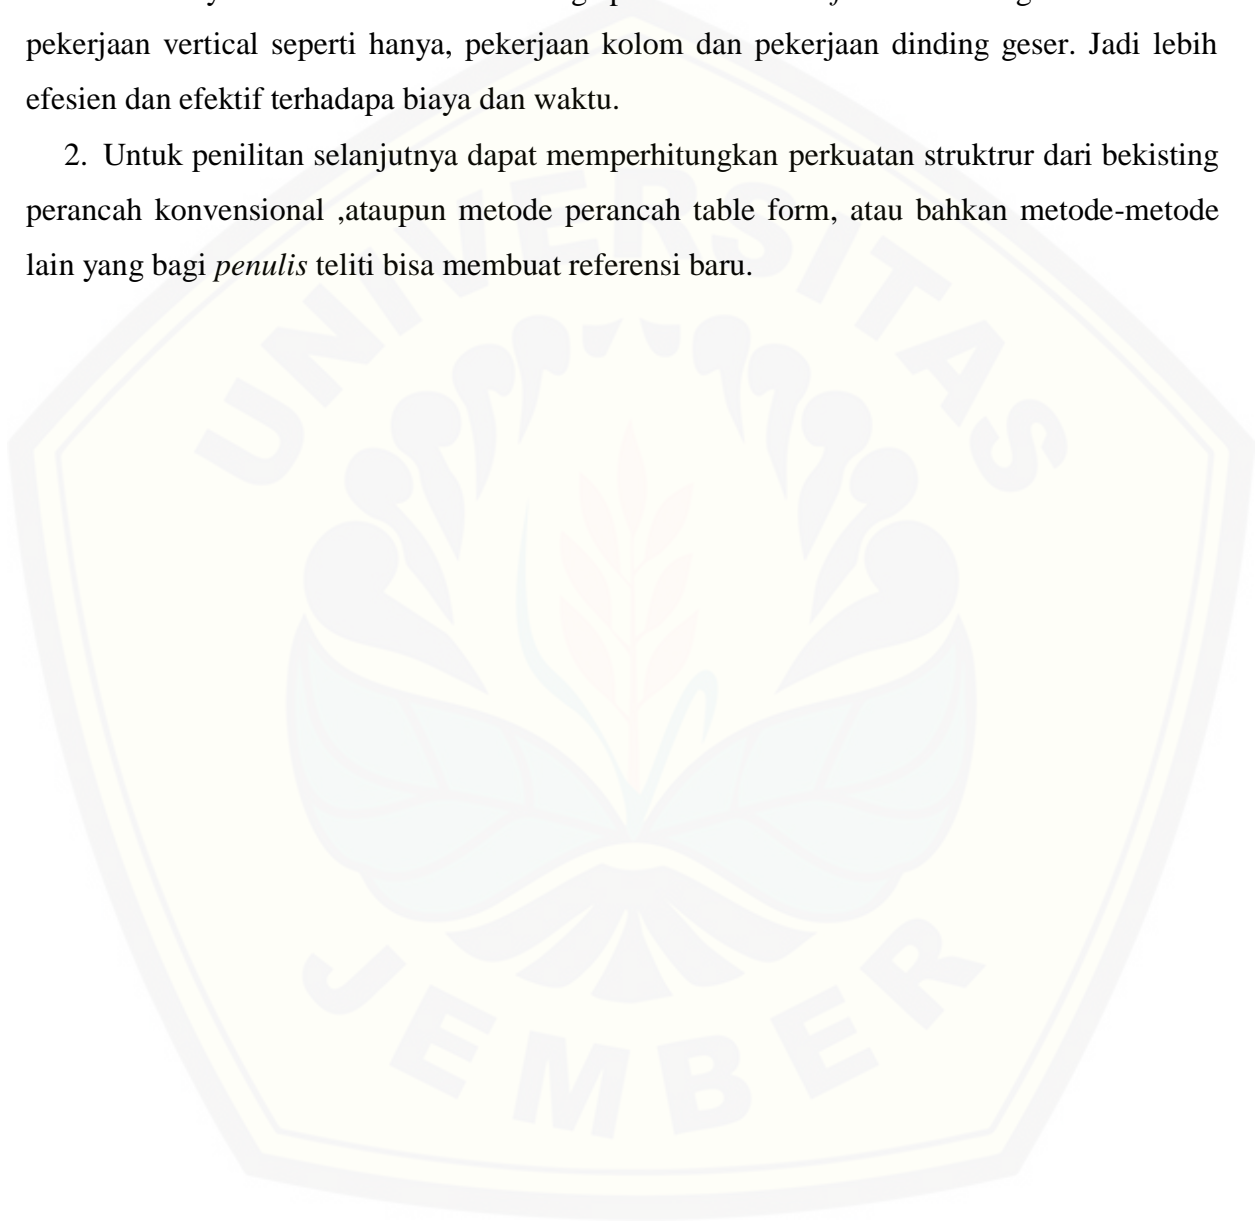 pekerjaan vertical seperti hanya, pekerjaan kolom dan pekerjaan dinding geser. Jadi lebih
efesien dan efektif terhadapa biaya dan waktu.
2. Untuk penilitan selanjutnya dapat memperhitungkan perkuatan struktrur dari bekisting
perancah konvensional ,ataupun metode perancah table form, atau bahkan metode-metode
lain yang bagi penulis teliti bisa membuat referensi baru.
UNIVERSITAS
JEMBER